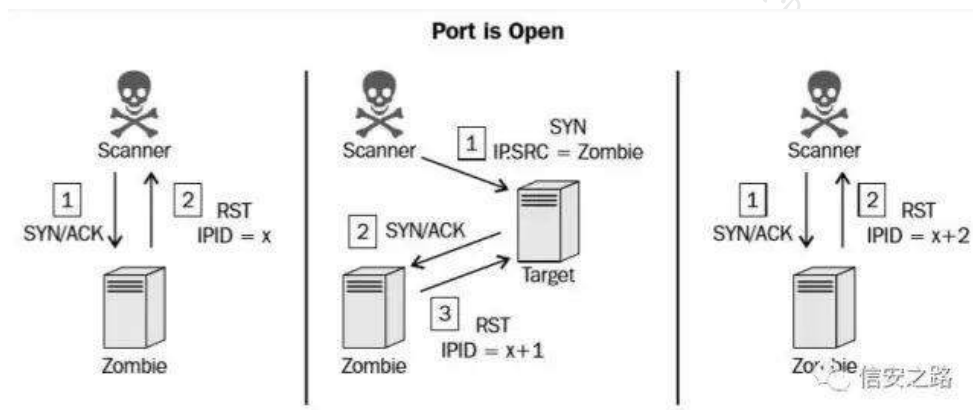 Port is Open
Scanner
1
2
SYN/ACK
RST
IPID = x
Zombie
Scanner
1
SYN
IP.SRC = Zombie
2
SYN/ACK
Target
3
RST
IPID = x+1
Zombie
Scanner
1
2
SYN/ACK
RST
IPID = x+2
Zombie
信安之路